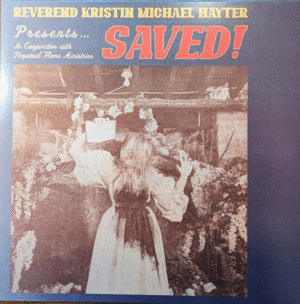 REVEREND KRISTIN MICHAEL HAYTER
Presents...
SAVED!
In Conjunction with
Perpetual Flame Ministries